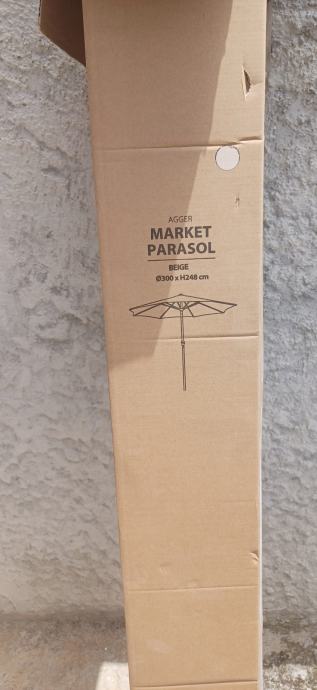 AGGER
MARKET
PARASOL
BEIGE
Ø300 x H248 cm